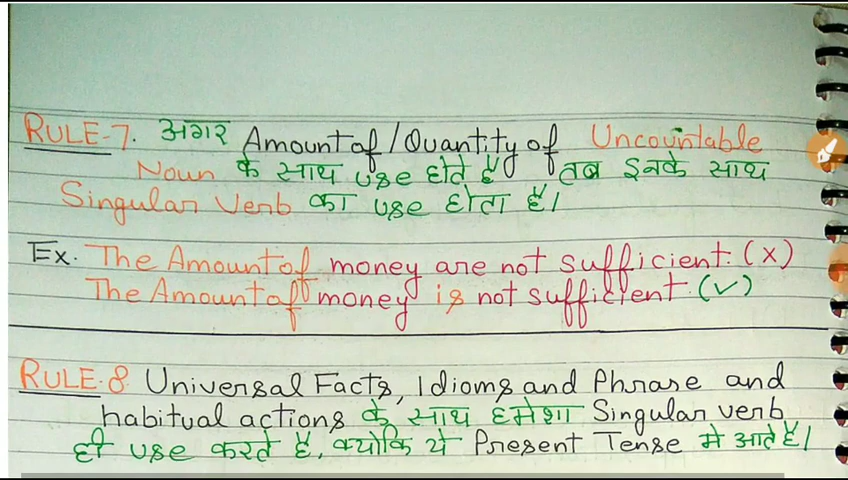 RULE-7. अगर Amount of/Quantity of Uncountable
Noun के साथ use होते हैं तब इनके साथ
Singular Verb का use होता है।
Ex. The Amount of money are not sufficient. (x)
The Amount of money is not sufficient. (✓)
RULE-8 Universal Facts, Idioms and Phrase and
habitual actions के साथ हमेशा Singular verb
ही use करते हैं, क्योकि ये Present Tense मे आते हैं।